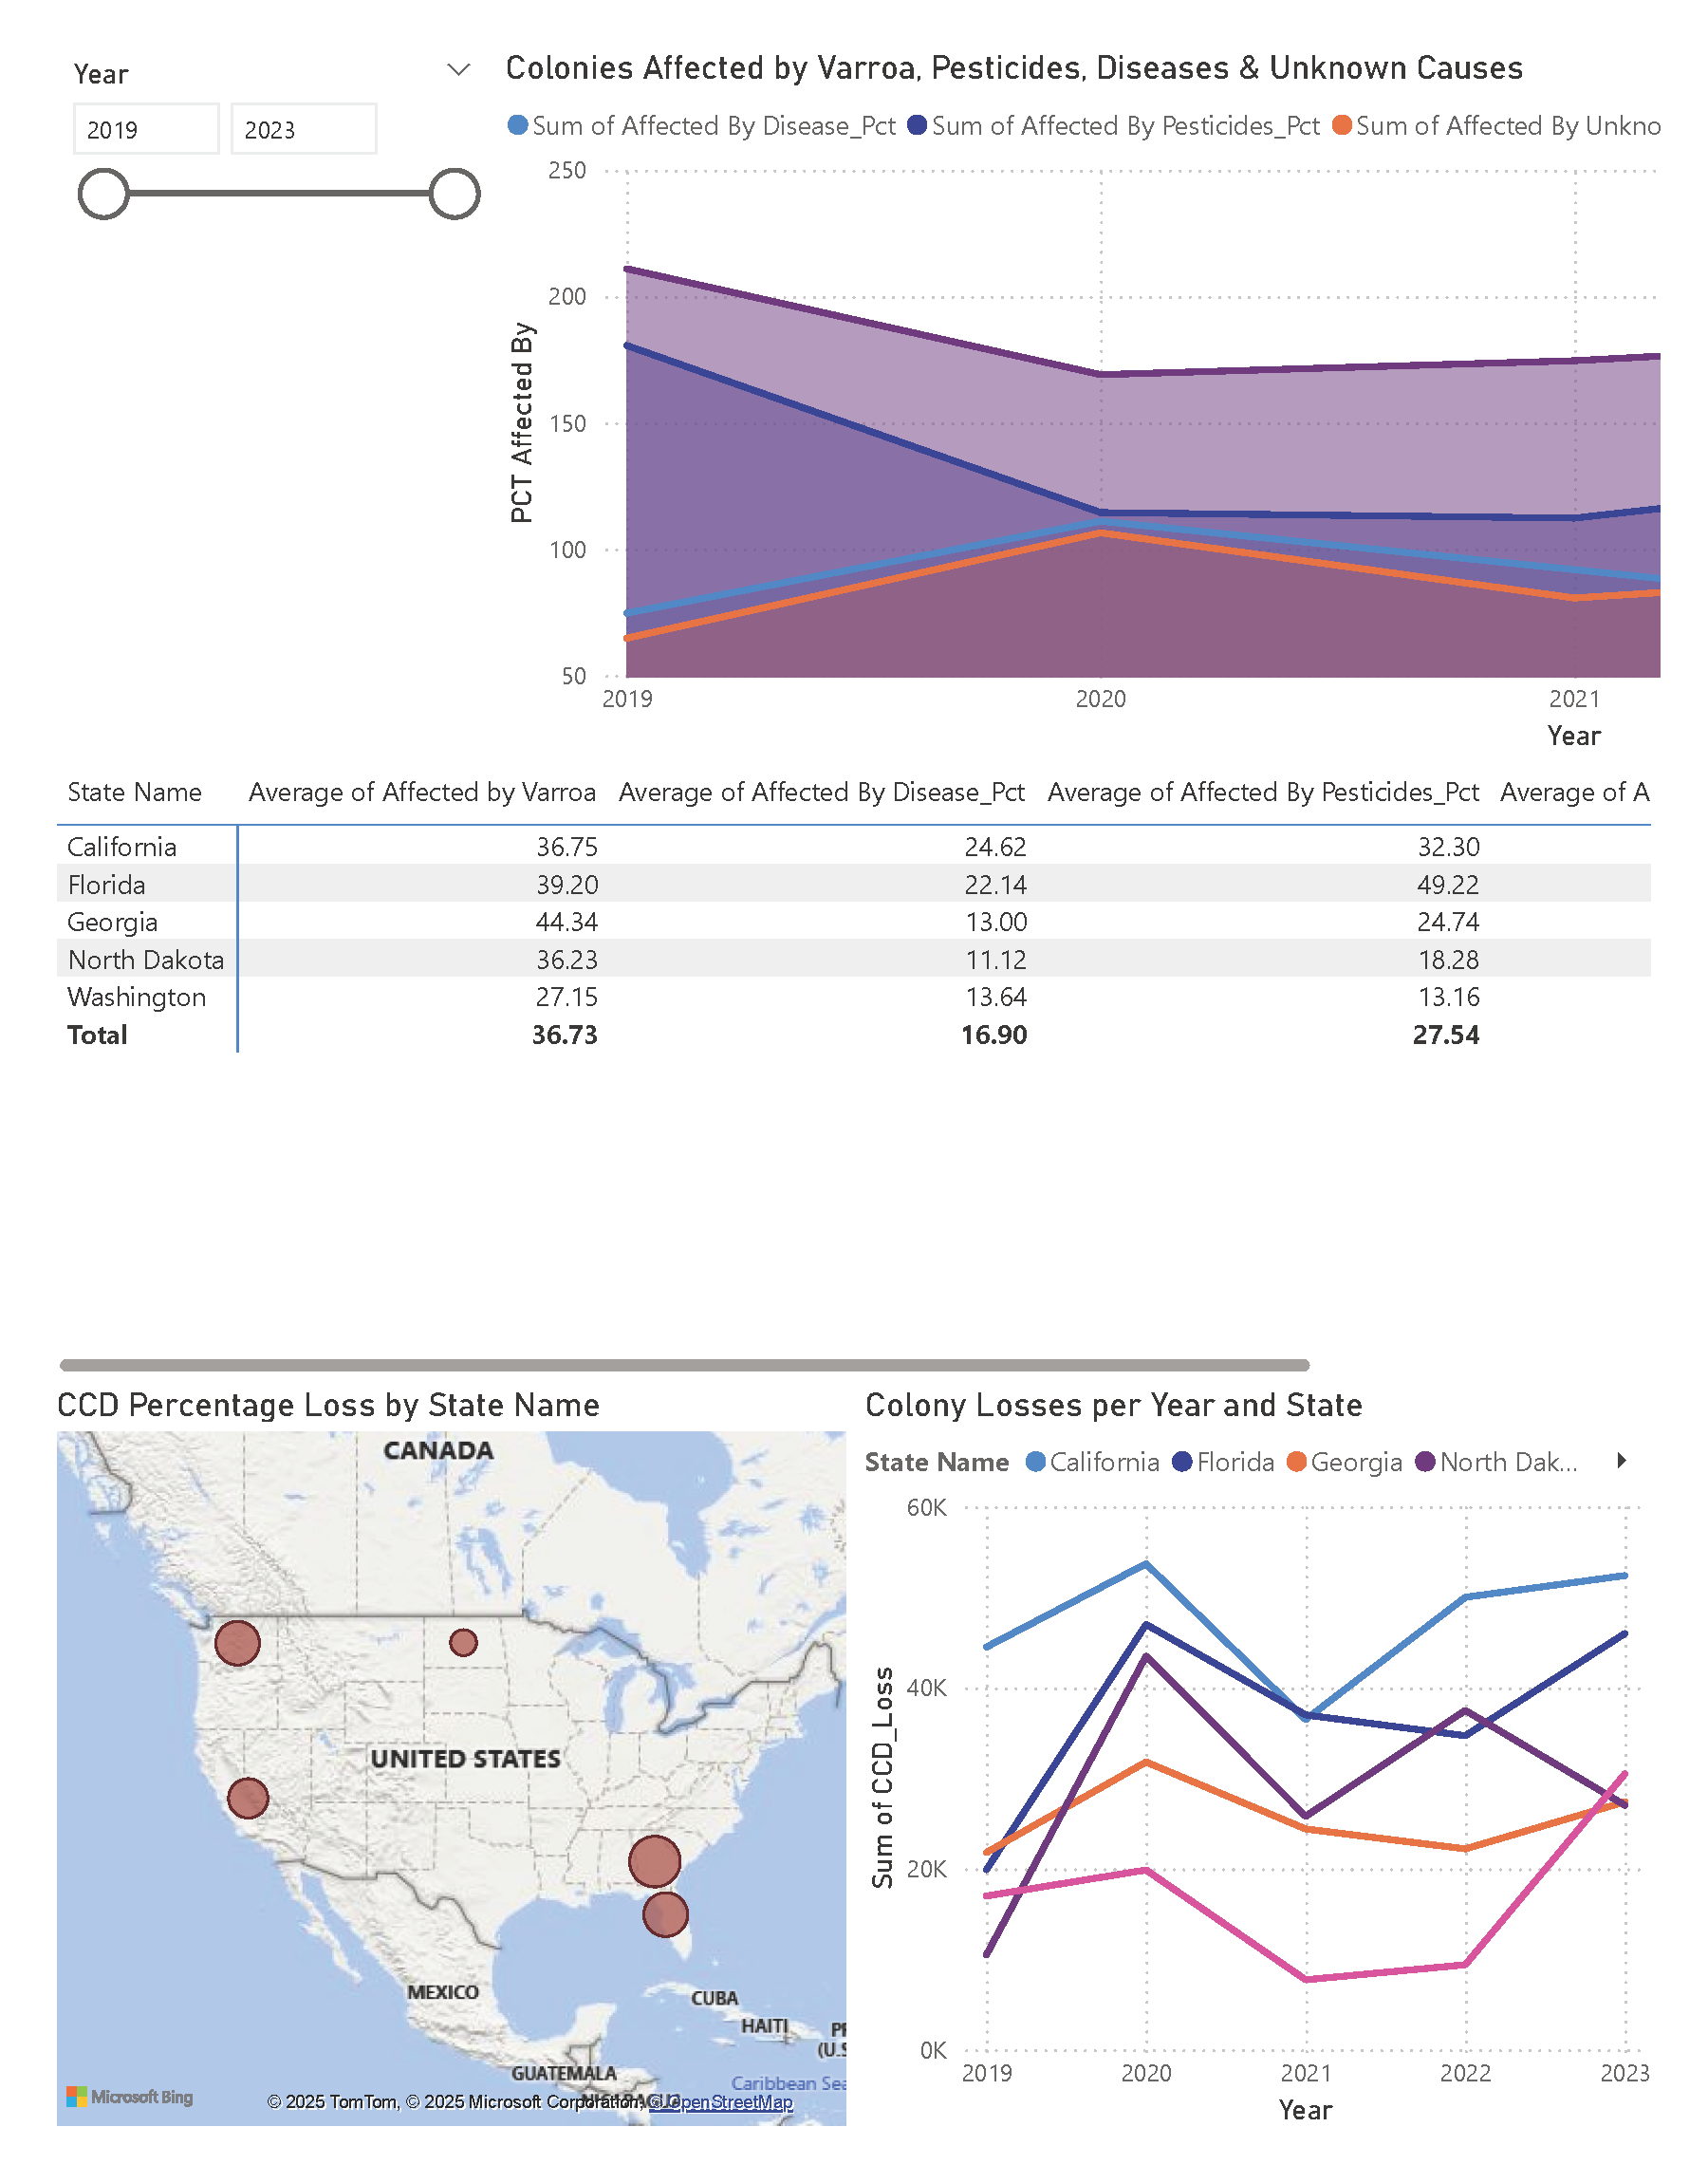 Year
2019 2023
Colonies Affected by Varroa, Pesticides, Diseases & Unknown Causes
Sum of Affected By Disease_Pct Sum of Affected By Pesticides_Pct Sum of Affected By Unkno
PCT Affected By
250
200
150
100
50
2019 2020 2021
Year
State Name Average of Affected by Varroa Average of Affected By Disease_Pct Average of Affected By Pesticides_Pct Average of A
California 36.75 24.62 32.30
Florida 39.20 22.14 49.22
Georgia 44.34 13.00 24.74
North Dakota 36.23 11.12 18.28
Washington 27.15 13.64 13.16
Total 36.73 16.90 27.54
CCD Percentage Loss by State Name
CANADA
UNITED STATES
MEXICO
CUBA
HAITI
PR
(U.S
GUATEMALA
Caribbean Sea
NICARAGUA
Microsoft Bing
© 2025 TomTom, © 2025 Microsoft Corporation, © OpenStreetMap
Colony Losses per Year and State
State Name California Florida Georgia North Dak...
Sum of CCD_Loss
60K
40K
20K
0K
2019 2020 2021 2022 2023
Year